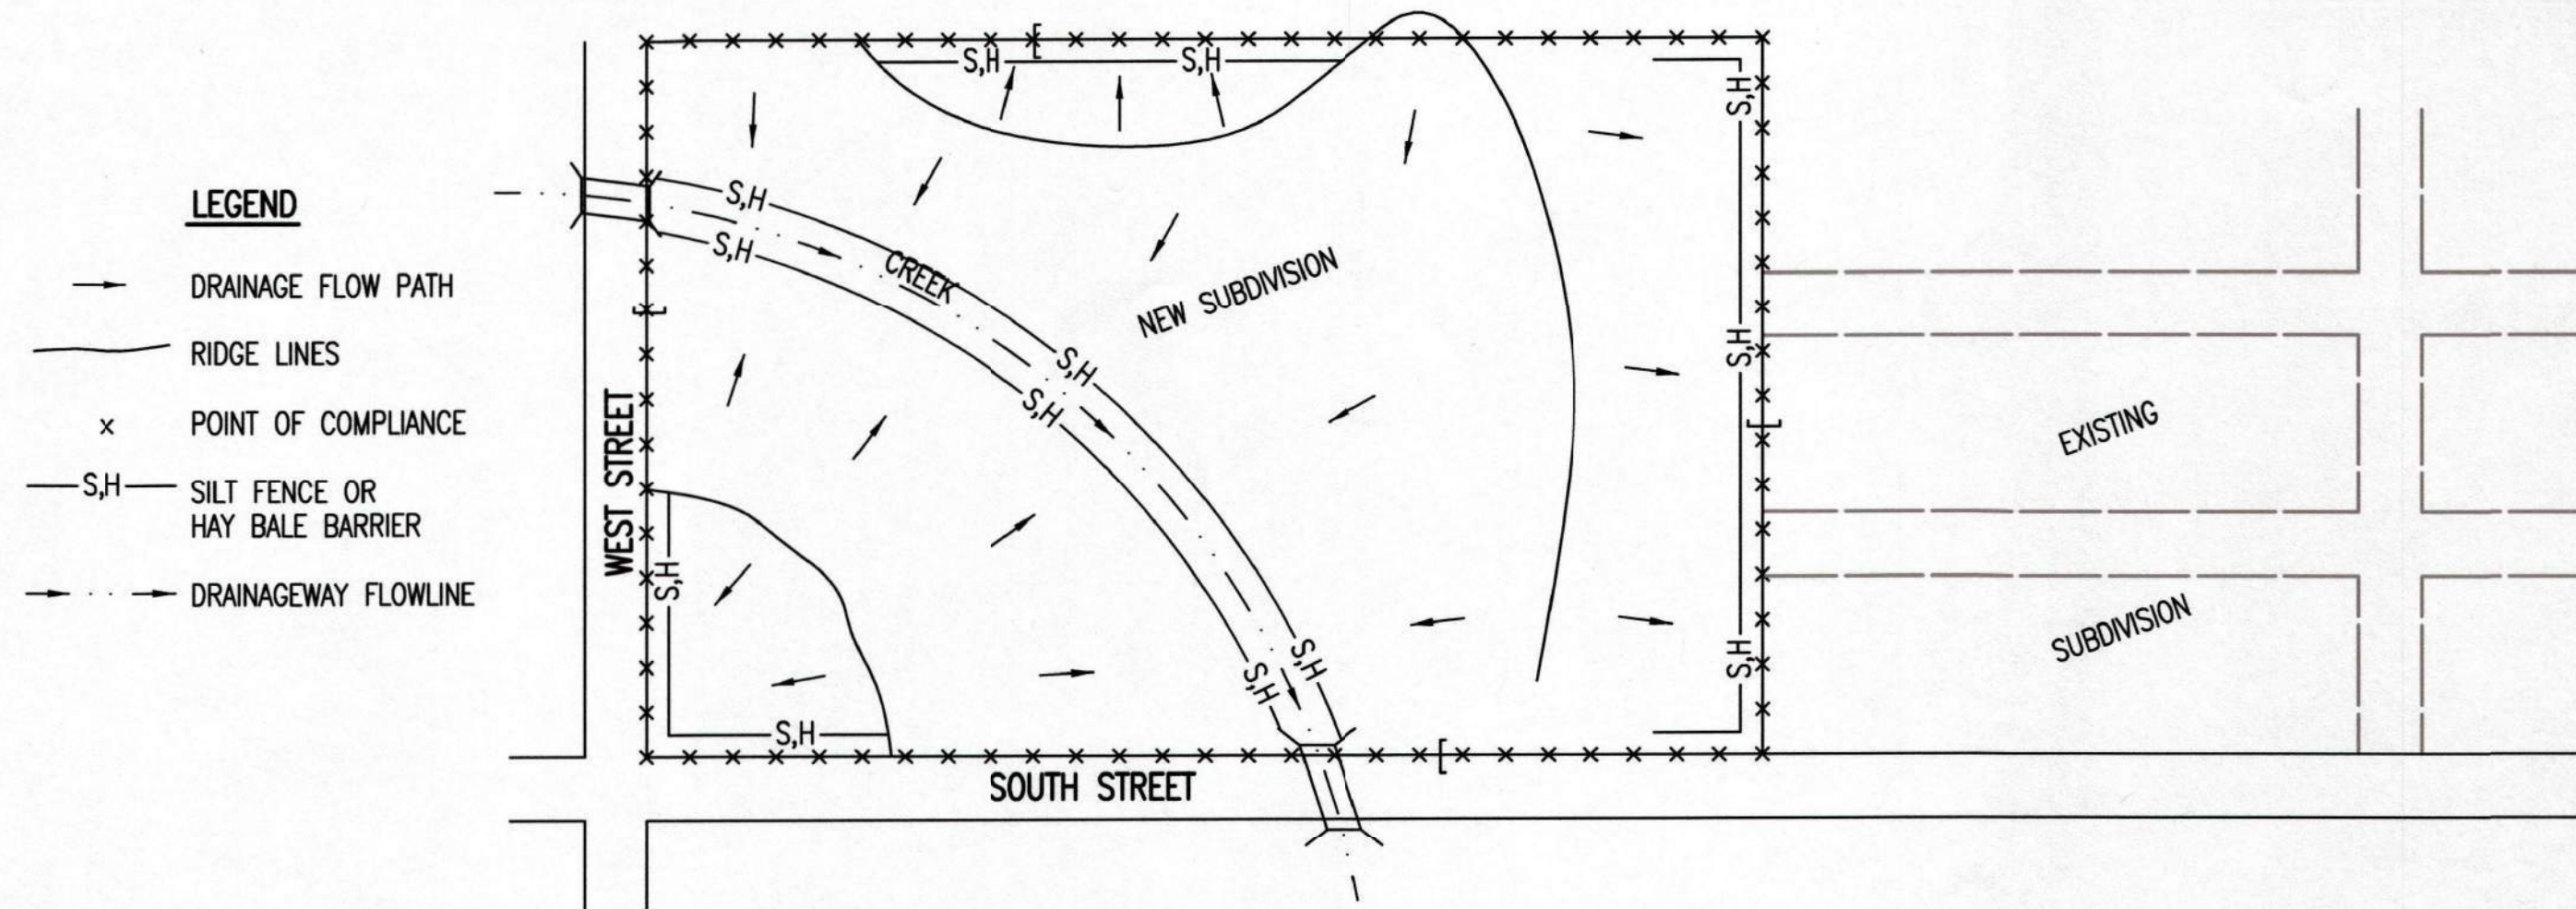 LEGEND
DRAINAGE FLOW PATH
RIDGE LINES
x POINT OF COMPLIANCE
S,H SILT FENCE OR
HAY BALE BARRIER
DRAINAGEWAY FLOWLINE
S,H
S,H
S,H
S,H
S,H
CREEK
NEW SUBDIVISION
S,H
S,H
S,H
WEST STREET
S,H
EXISTING
SUBDIVISION
S,H
S,H
S,H
S,H
SOUTH STREET